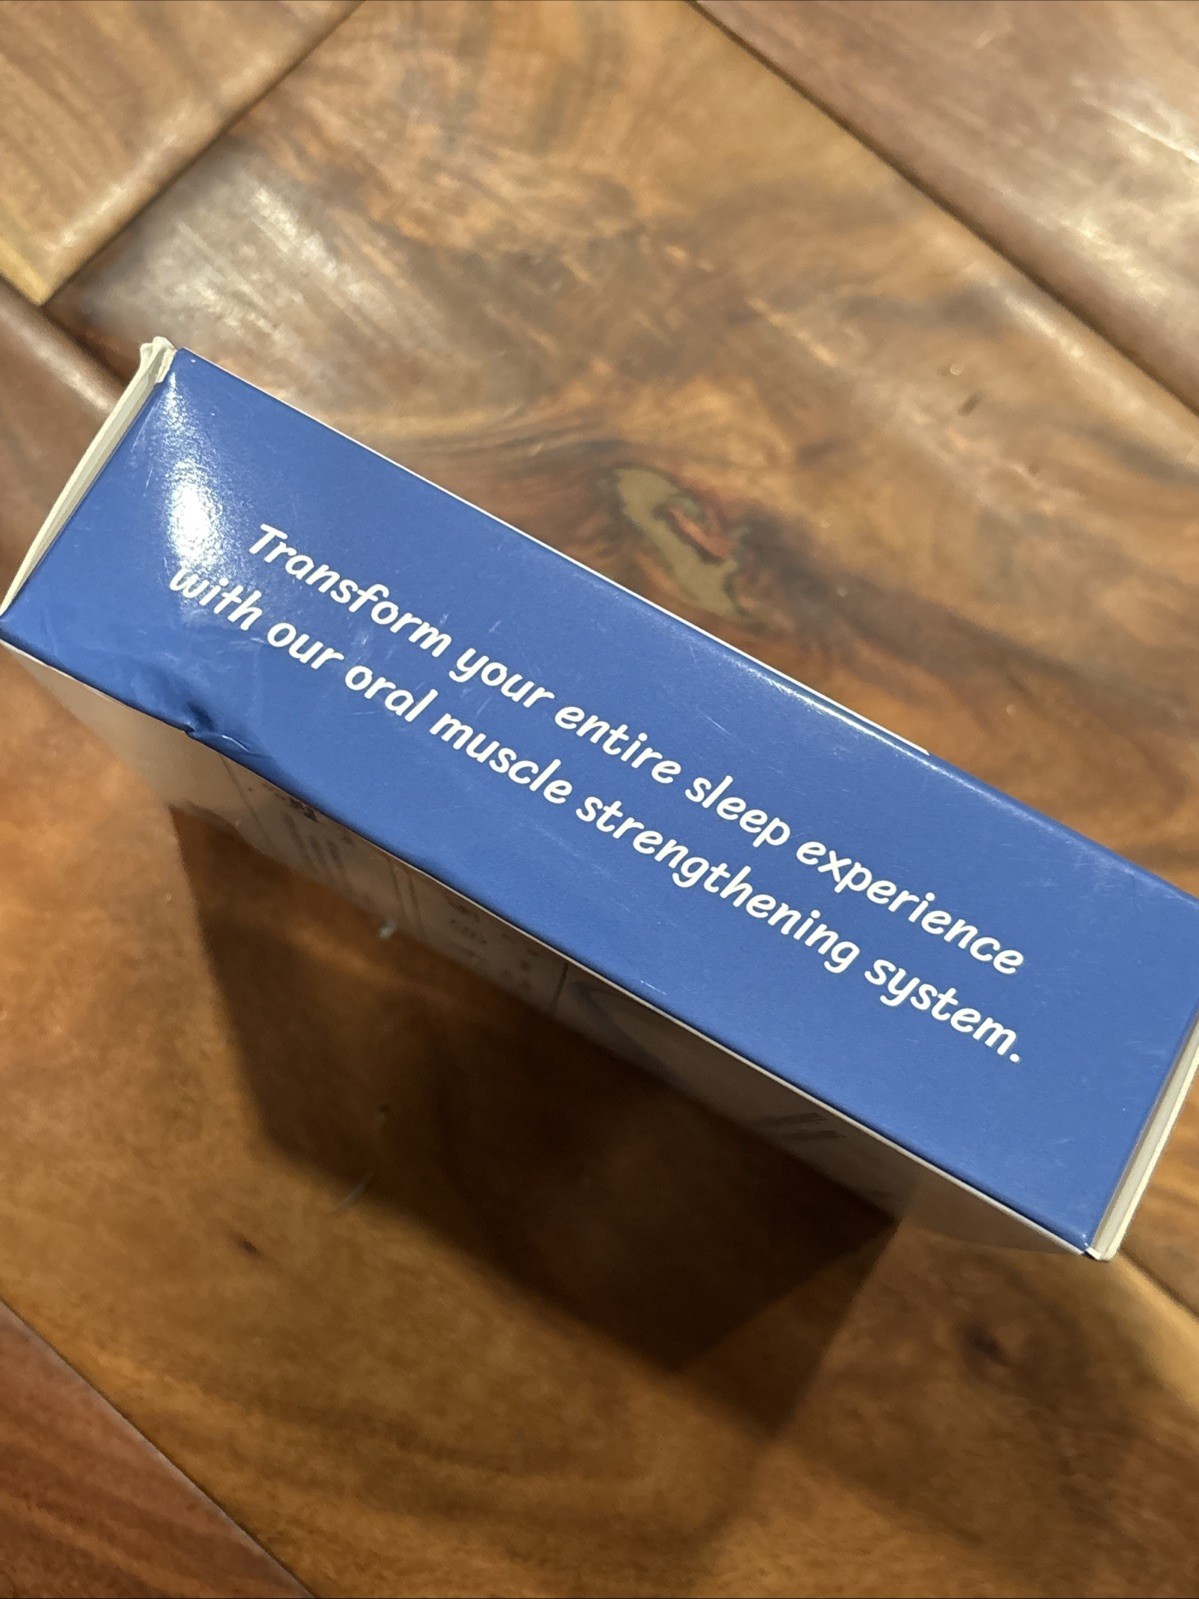 Transform your entire sleep experience
with our oral muscle strengthening system.